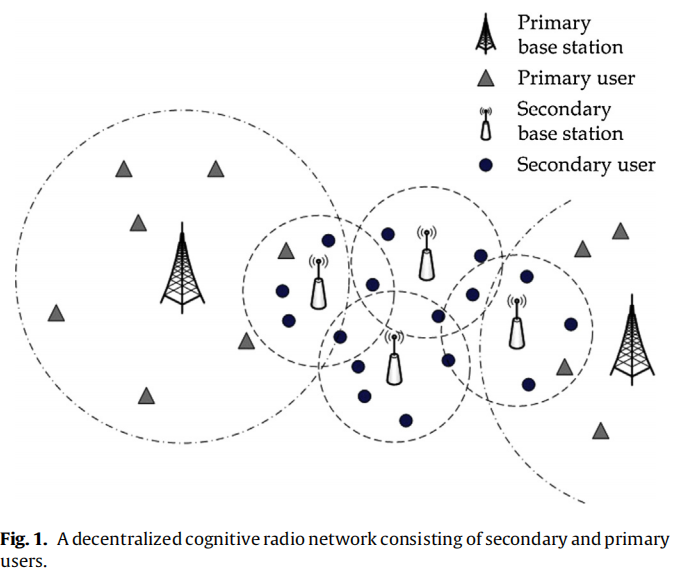 Primary
base station
Primary user
Secondary
base station
Secondary user
Fig. 1. A decentralized cognitive radio network consisting of secondary and primary
users.